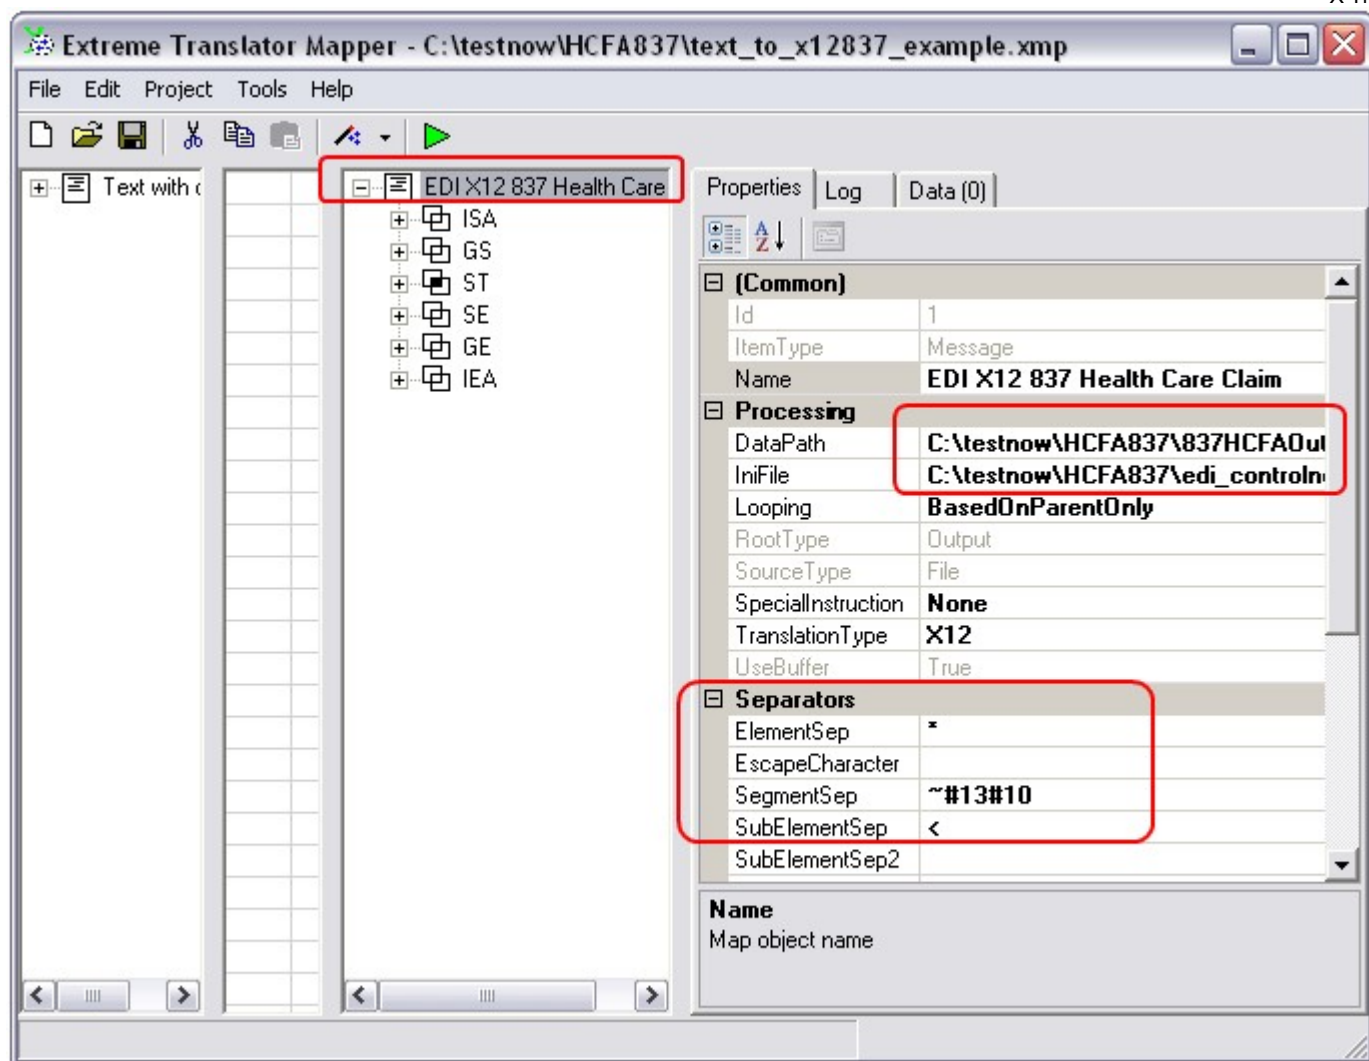 Extreme Translator Mapper - C:\testnow\HCFA837\text_to_x12837_example.xmp
File Edit Project Tools Help
Text with
EDI X12 837 Health Care
ISA
GS
ST
SE
GE
IEA
Properties Log Data (0)
(Common)
Id 1
ItemType Message
Name EDI X12 837 Health Care Claim
Processing
DataPath C:\testnow\HCFA837\837HCFAOut
IniFile C:\testnow\HCFA837\edi_controln
Looping BasedOnParentOnly
RootType Output
SourceType File
SpecialInstruction None
TranslationType X12
UseBuffer True
Separators
ElementSep *
EscapeCharacter
SegmentSep ~#13#10
SubElementSep <
SubElementSep2
Name
Map object name